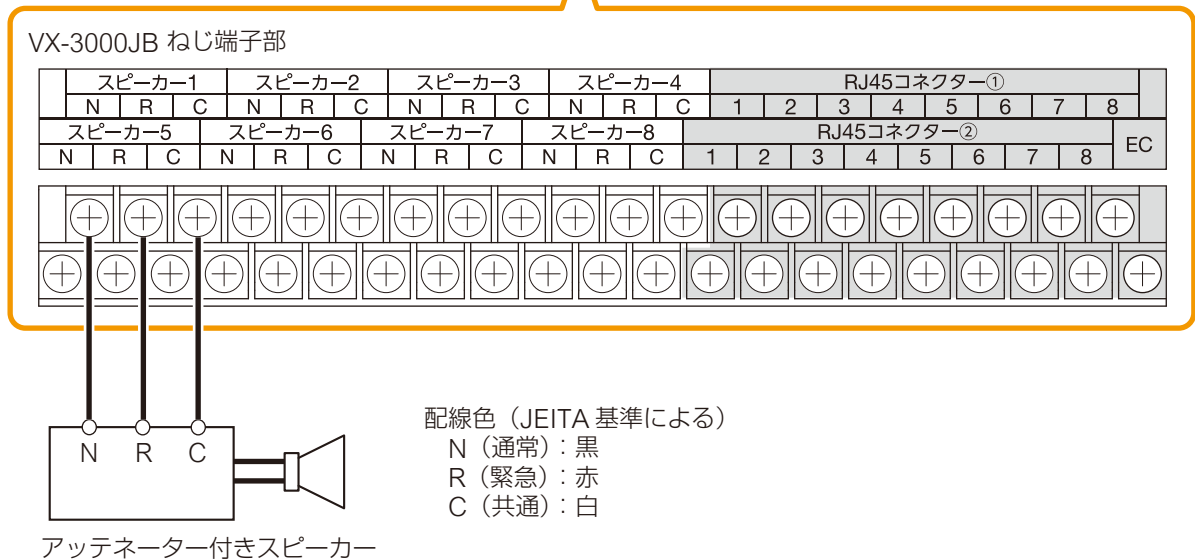 VX-3000JB ねじ端子部
スピーカー1 スピーカー2 スピーカー3 スピーカー4 RJ45コネクター①
N R C N R C N R C N R C 1 2 3 4 5 6 7 8
スピーカー5 スピーカー6 スピーカー7 スピーカー8 RJ45コネクター② EC
N R C N R C N R C N R C 1 2 3 4 5 6 7 8
N R C
配線色（JEITA 基準による）
N（通常）：黒
R（緊急）：赤
C（共通）：白
アッテネーター付きスピーカー